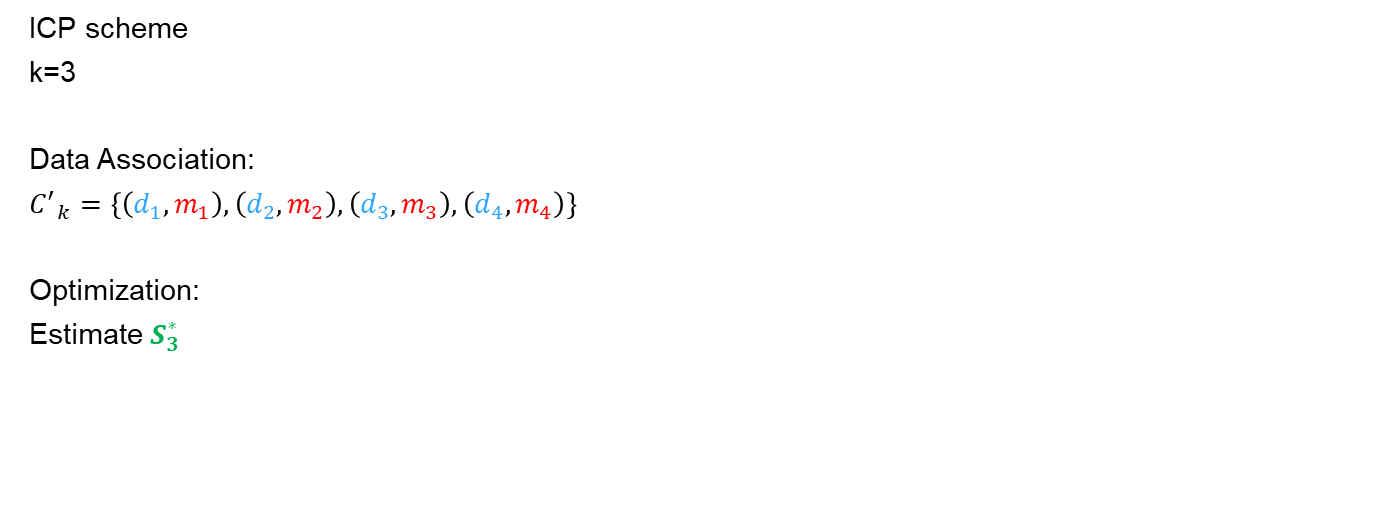 ICP scheme
k=3
Data Association:
C′ₖ = {(d₁, m₁), (d₂, m₂), (d₃, m₃), (d₄, m₄)}
Optimization:
Estimate S₃*